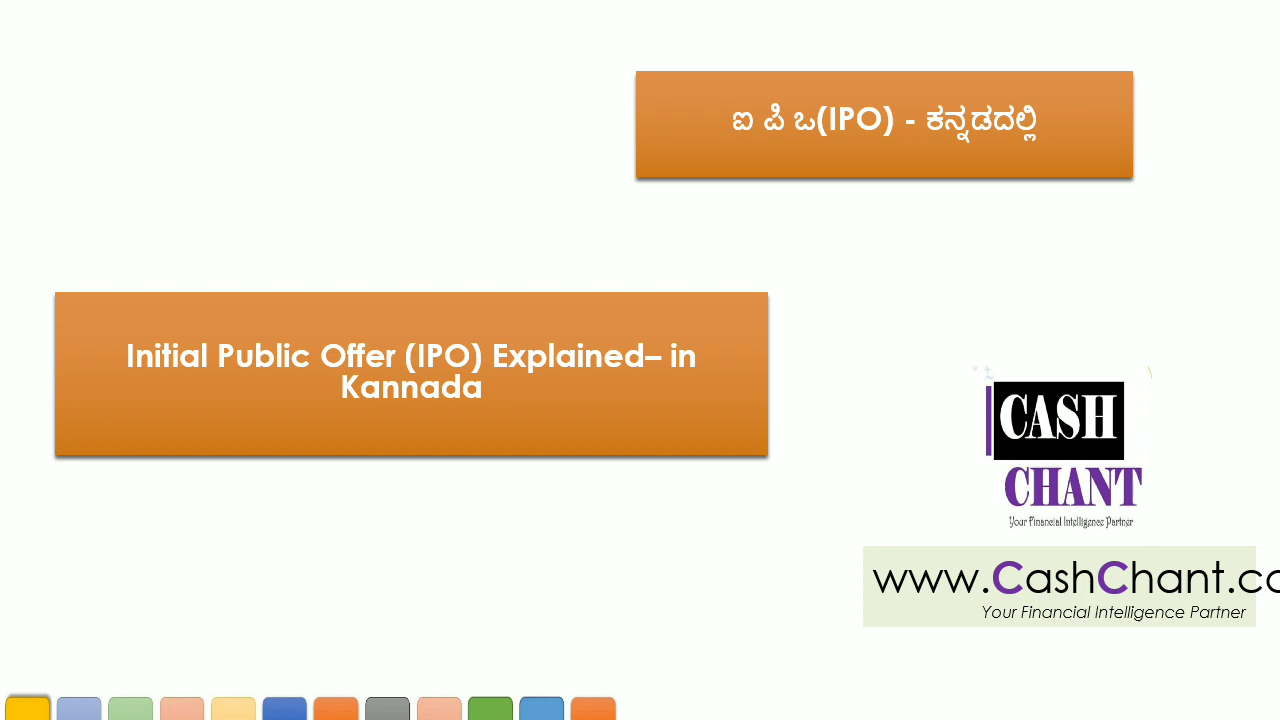 ಐ ಪಿ ಒ(IPO) - ಕನ್ನಡದಲ್ಲಿ
Initial Public Offer (IPO) Explained– in
Kannada
CASH
CHANT
Your Financial Intelligence Partner
www.CashChant.co
Your Financial Intelligence Partner